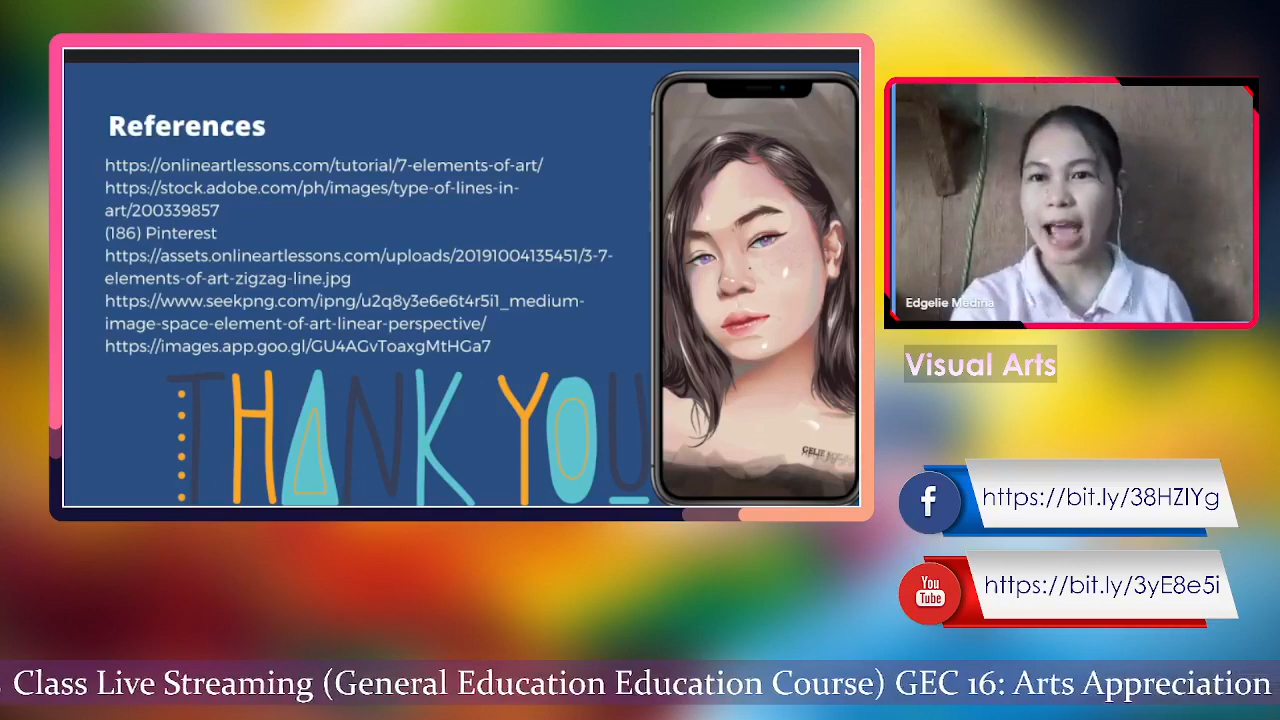 References
https://onlineartlessons.com/tutorial/7-elements-of-art/
https://stock.adobe.com/ph/images/type-of-lines-in-
art/200339857
(186) Pinterest
https://assets.onlineartlessons.com/uploads/20191004135451/3-7-
elements-of-art-zigzag-line.jpg
https://www.seekpng.com/ipng/u2q8y3e6e6t4r5i1_medium-
image-space-element-of-art-linear-perspective/
https://images.app.goo.gl/GU4AGvToaxgMtHGa7
THANK YOU
GELIE
Edgelie Medina
Visual Arts
f
https://bit.ly/38HZlYg
You
Tube
https://bit.ly/3yE8e5i
Class Live Streaming (General Education Education Course) GEC 16: Arts Appreciation